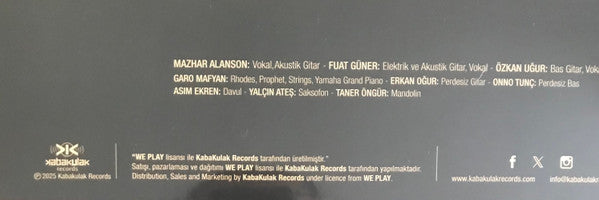 MAZHAR ALANSON: Vokal, Akustik Gitar - FUAT GÜNER: Elektrik ve Akustik Gitar, Vokal - ÖZKAN UĞUR: Bas Gitar,
GARO MAFYAN: Rhodes, Prophet, Strings, Yamaha Grand Piano - ERKAN OĞUR: Perdesiz Gitar - ONNO TUNÇ: Perdesiz Bas
ASIM EKREN: Davul - YALÇIN ATEŞ: Saksofon - TANER ÖNGÜR: Mandolin
kabakulak
records
℗ 2025 Kabakulak Records
"WE PLAY lisansı ile KabaKulak Records tarafından üretilmiştir."
Satışı, pazarlaması ve dağıtımı WE PLAY lisansı ile KabaKulak Records tarafından yapılmaktadır.
Distribution, Sales and Marketing by KabaKulak Records under licence from WE PLAY.
www.kabakulakrecords.com